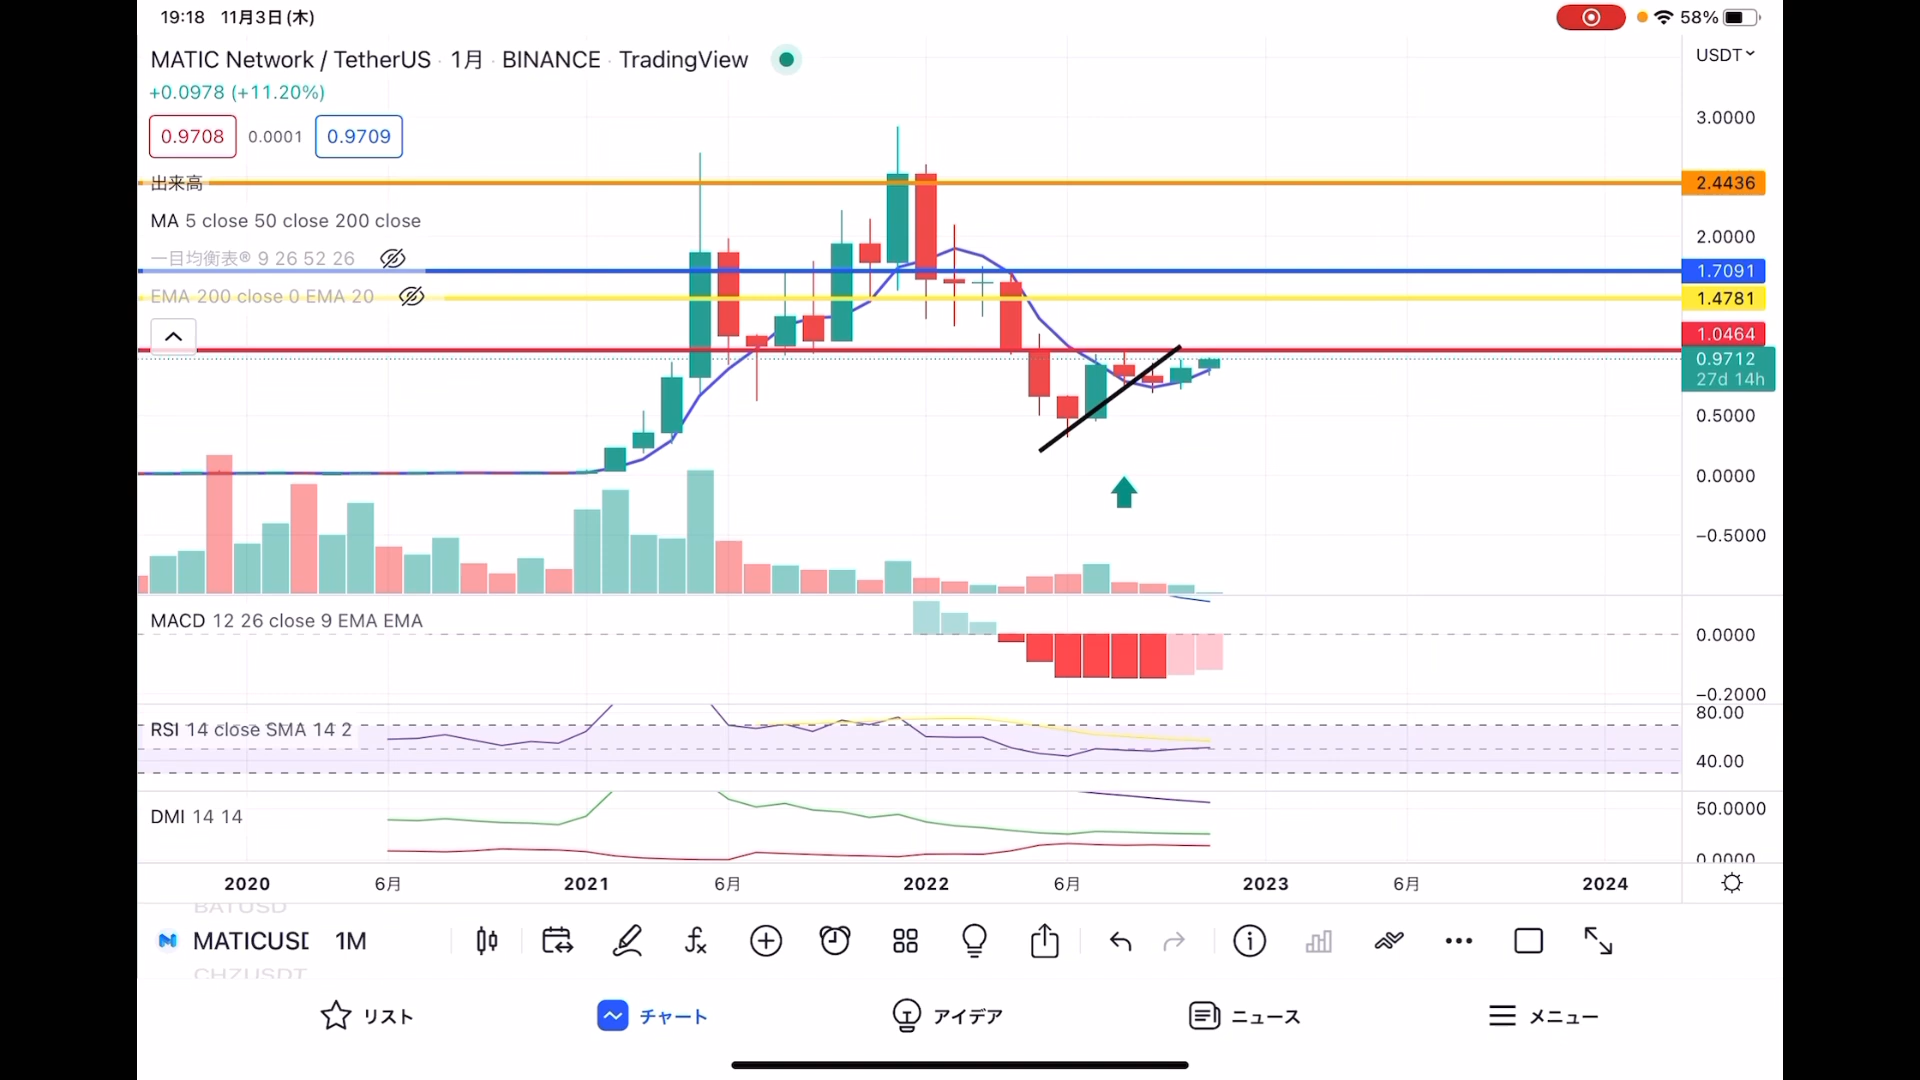 19:18 11月3日(木)
58%
MATIC Network / TetherUS · 1月 · BINANCE · TradingView
USDT
+0.0978 (+11.20%)
0.9708 0.0001 0.9709
3.0000
出来高
2.4436
MA 5 close 50 close 200 close
2.0000
一目均衡表® 9 26 52 26
1.7091
EMA 200 close 0 EMA 20
1.4781
1.0464
0.9712
27d 14h
0.5000
0.0000
−0.5000
MACD 12 26 close 9 EMA EMA
0.0000
−0.2000
RSI 14 close SMA 14 2
80.00
40.00
DMI 14 14
50.0000
0.0000
2020 6月 2021 6月 2022 6月 2023 6月 2024
BATUSD
MATICUSD 1M
CHZUSDT
リスト チャート アイデア ニュース メニュー